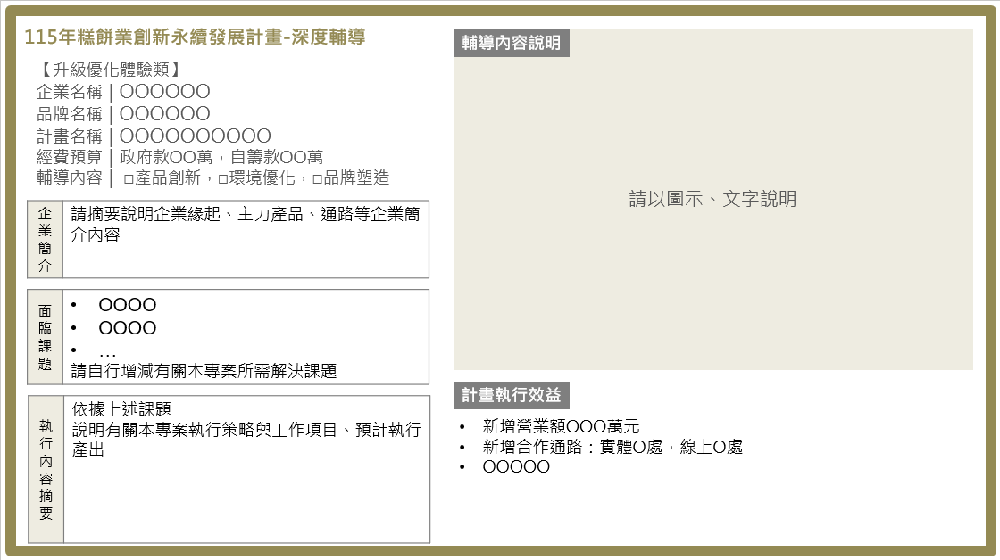 115年糕餅業創新永續發展計畫-深度輔導
【升級優化體驗類】
企業名稱｜OOOOOO
品牌名稱｜OOOOOO
計畫名稱｜OOOOOOOOOO
經費預算｜政府款OO萬，自籌款OO萬
輔導內容｜ □產品創新，□環境優化，□品牌塑造
企業簡介
請摘要說明企業緣起、主力產品、通路等企業簡
介內容
面臨課題
• OOOO
• OOOO
• …
請自行增減有關本專案所需解決課題
執行內容摘要
依據上述課題
說明有關本專案執行策略與工作項目、預計執行
產出
輔導內容說明
請以圖示、文字說明
計畫執行效益
• 新增營業額OOO萬元
• 新增合作通路：實體O處，線上O處
• OOOOO